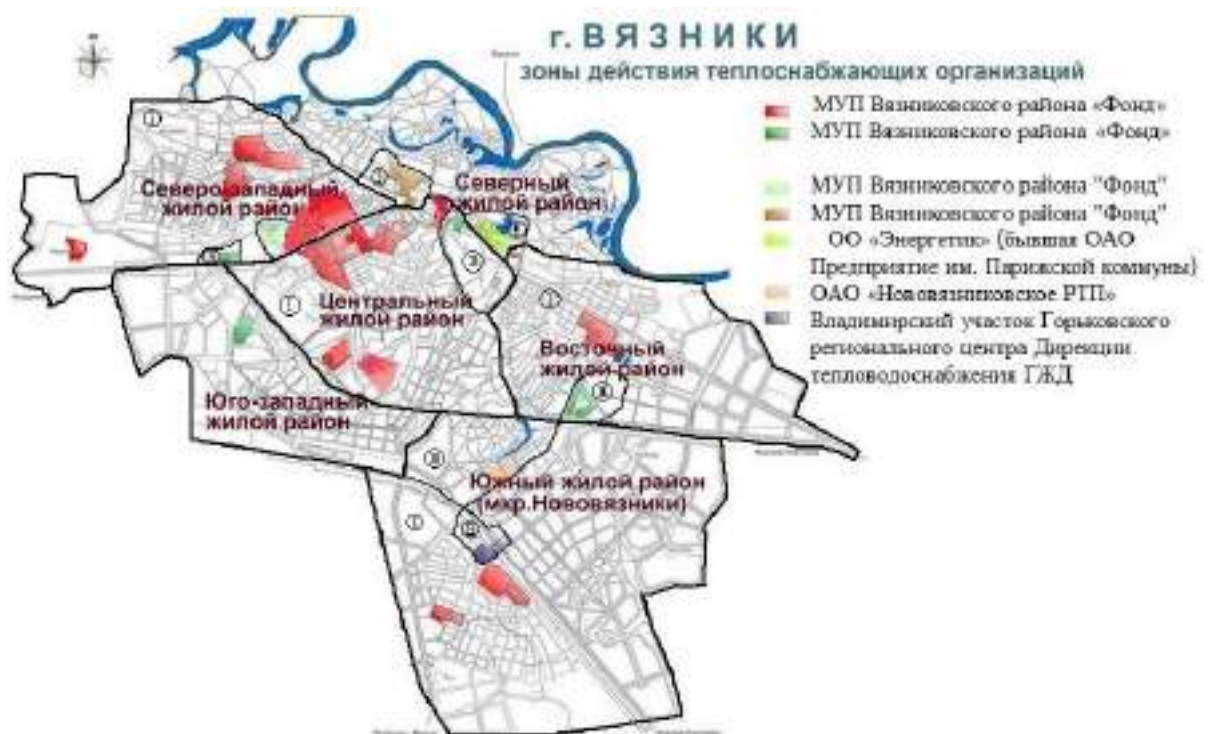 г. ВЯЗНИКИ
зоны действия теплоснабжающих организаций
МУП Вязниковского района «Фонд»
МУП Вязниковского района «Фонд»
МУП Вязниковского района "Фонд"
МУП Вязниковского района "Фонд"
ОО «Энергетик» (бывшая ОАО
Предприятие им. Парижской коммуны)
ОАО «Нововязниковское РТП»
Владимирский участок Горьковского
регионального центра Дирекции
тепловодоснабжения ГЖД
Северо-западный
жилой район
Северный
жилой район
Центральный
жилой район
Восточный
жилой район
Юго-западный
жилой район
Южный жилой район
(мкр.Нововязники)